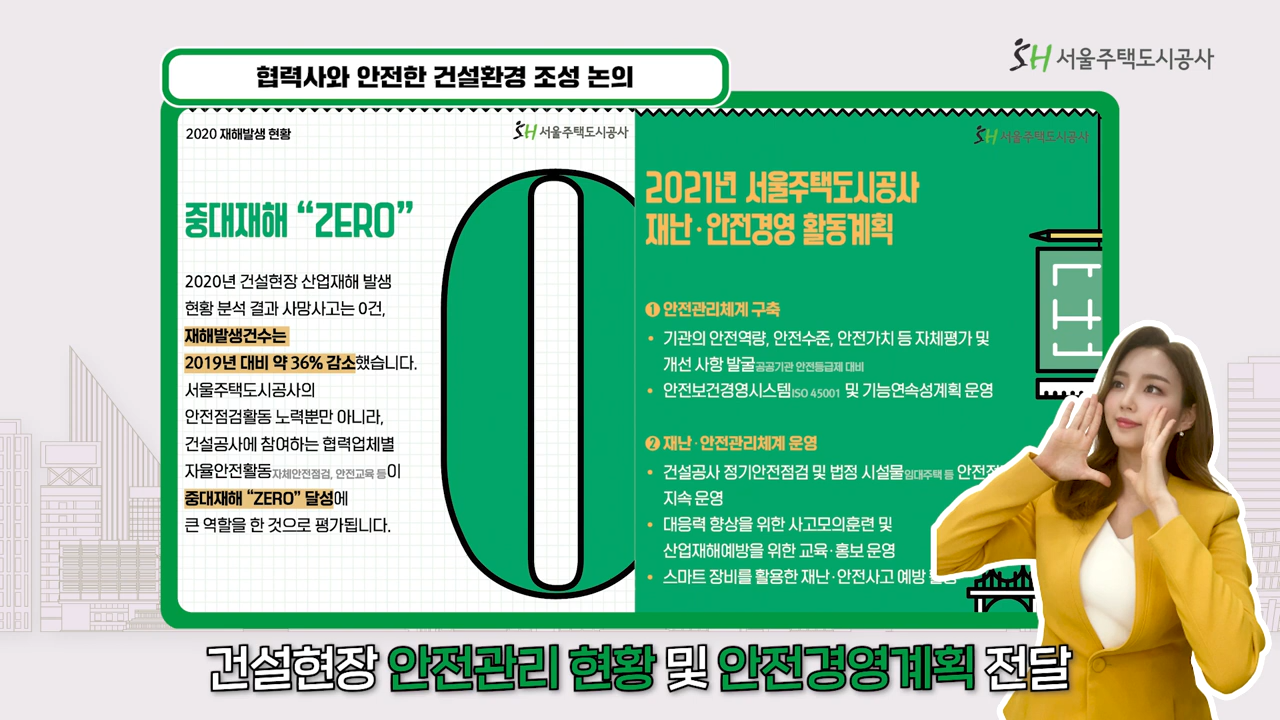 SH 서울주택도시공사
협력사와 안전한 건설환경 조성 논의
2020 재해발생 현황
SH 서울주택도시공사
중대재해 “ZERO”
2020년 건설현장 산업재해 발생
현황 분석 결과 사망사고는 0건,
재해발생건수는
2019년 대비 약 36% 감소했습니다.
서울주택도시공사의
안전점검활동 노력뿐만 아니라,
건설공사에 참여하는 협력업체별
자율안전활동자체안전점검, 안전교육 등이
중대재해 “ZERO” 달성에
큰 역할을 한 것으로 평가됩니다.
0
SH 서울주택도시공사
2021년 서울주택도시공사
재난·안전경영 활동계획
❶ 안전관리체계 구축
• 기관의 안전역량, 안전수준, 안전가치 등 자체평가 및
개선 사항 발굴공공기관 안전등급제 대비
• 안전보건경영시스템ISO 45001 및 기능연속성계획 운영
❷ 재난·안전관리체계 운영
• 건설공사 정기안전점검 및 법정 시설물임대주택 등
지속 운영
• 대응력 향상을 위한 사고모의훈련 및
산업재해예방을 위한 교육·홍보 운영
• 스마트 장비를 활용한 재난·안전사고 예방
건설현장 안전관리 현황 및 안전경영계획 전달